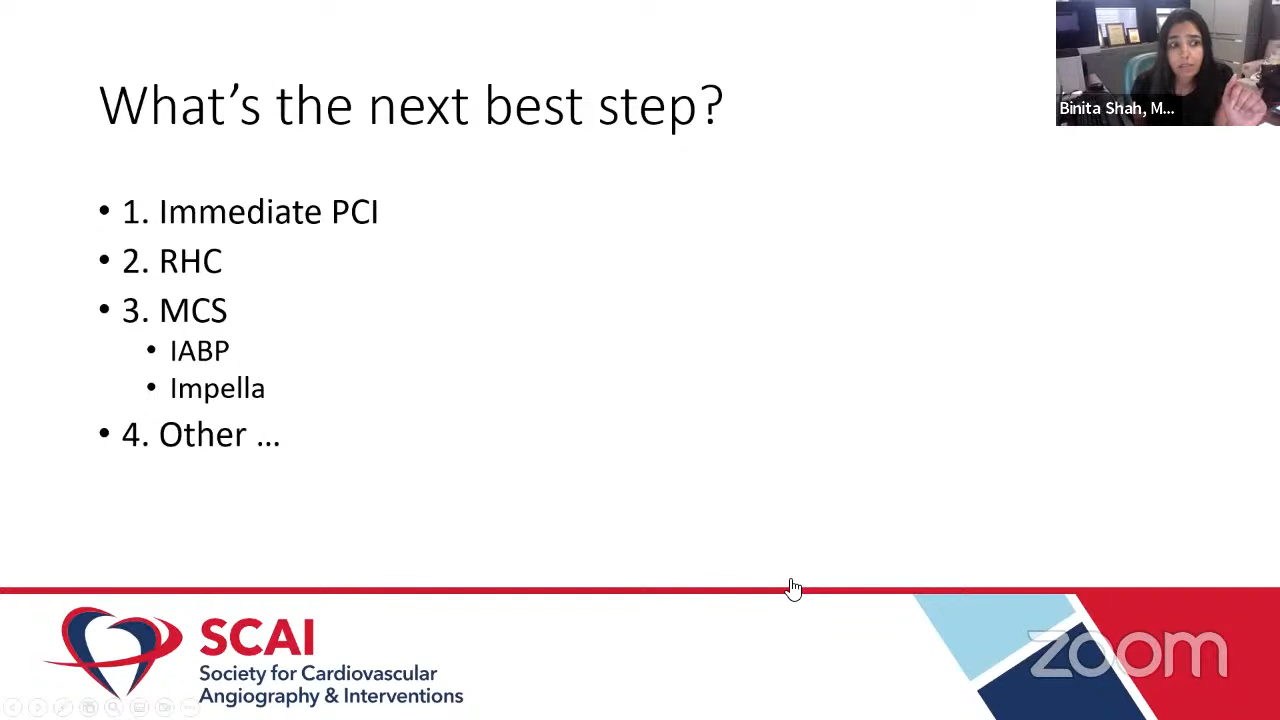 What's the next best step?
Binita Shah, M...
• 1. Immediate PCI
• 2. RHC
• 3. MCS
• IABP
• Impella
• 4. Other ...
SCAI
Society for Cardiovascular
Angiography & Interventions
zoom